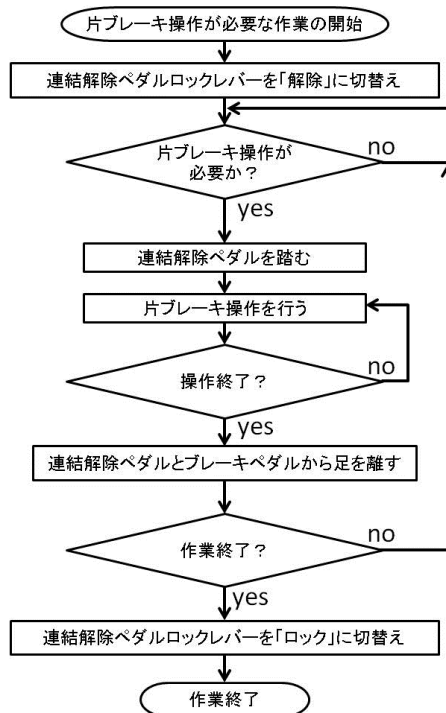 片ブレーキ操作が必要な作業の開始
連結解除ペダルロックレバーを「解除」に切替え
片ブレーキ操作が
必要か？
no
yes
連結解除ペダルを踏む
片ブレーキ操作を行う
操作終了？
no
yes
連結解除ペダルとブレーキペダルから足を離す
作業終了？
no
yes
連結解除ペダルロックレバーを「ロック」に切替え
作業終了